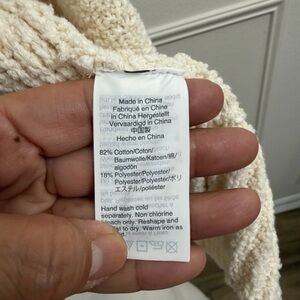 Made in China
Fabriqué en Chine
in China Hergestellt
Vervaardigd in China
中国製
Hecho en China
82% Cotton/Coton/
Baumwolle/Katoen/綿/
algodón
18% Polyester/Polyester/
Polyester/Polyester/ポリ
エステル/poliéster
Hand wash cold
separately. Non chlorine
bleach only. Reshape and
to dry. Warm iron as